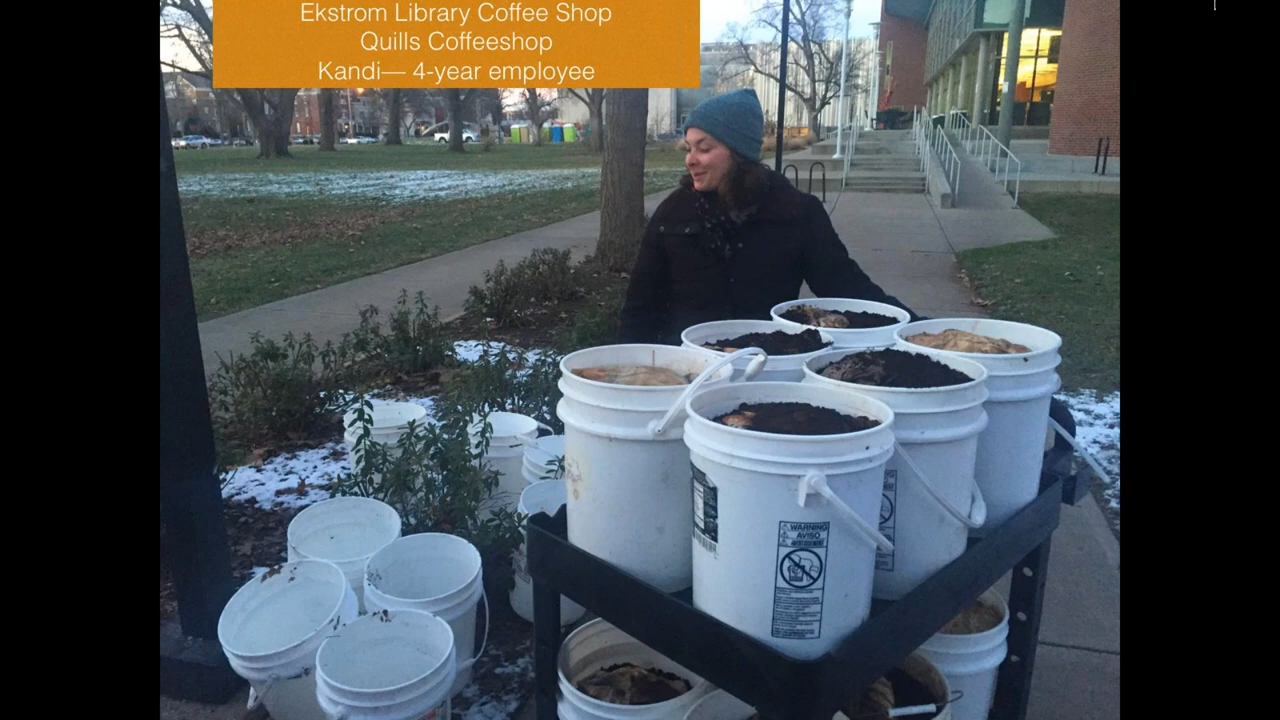 Ekstrom Library Coffee Shop
Quills Coffeeshop
Kandi— 4-year employee
WARNING
AVISO